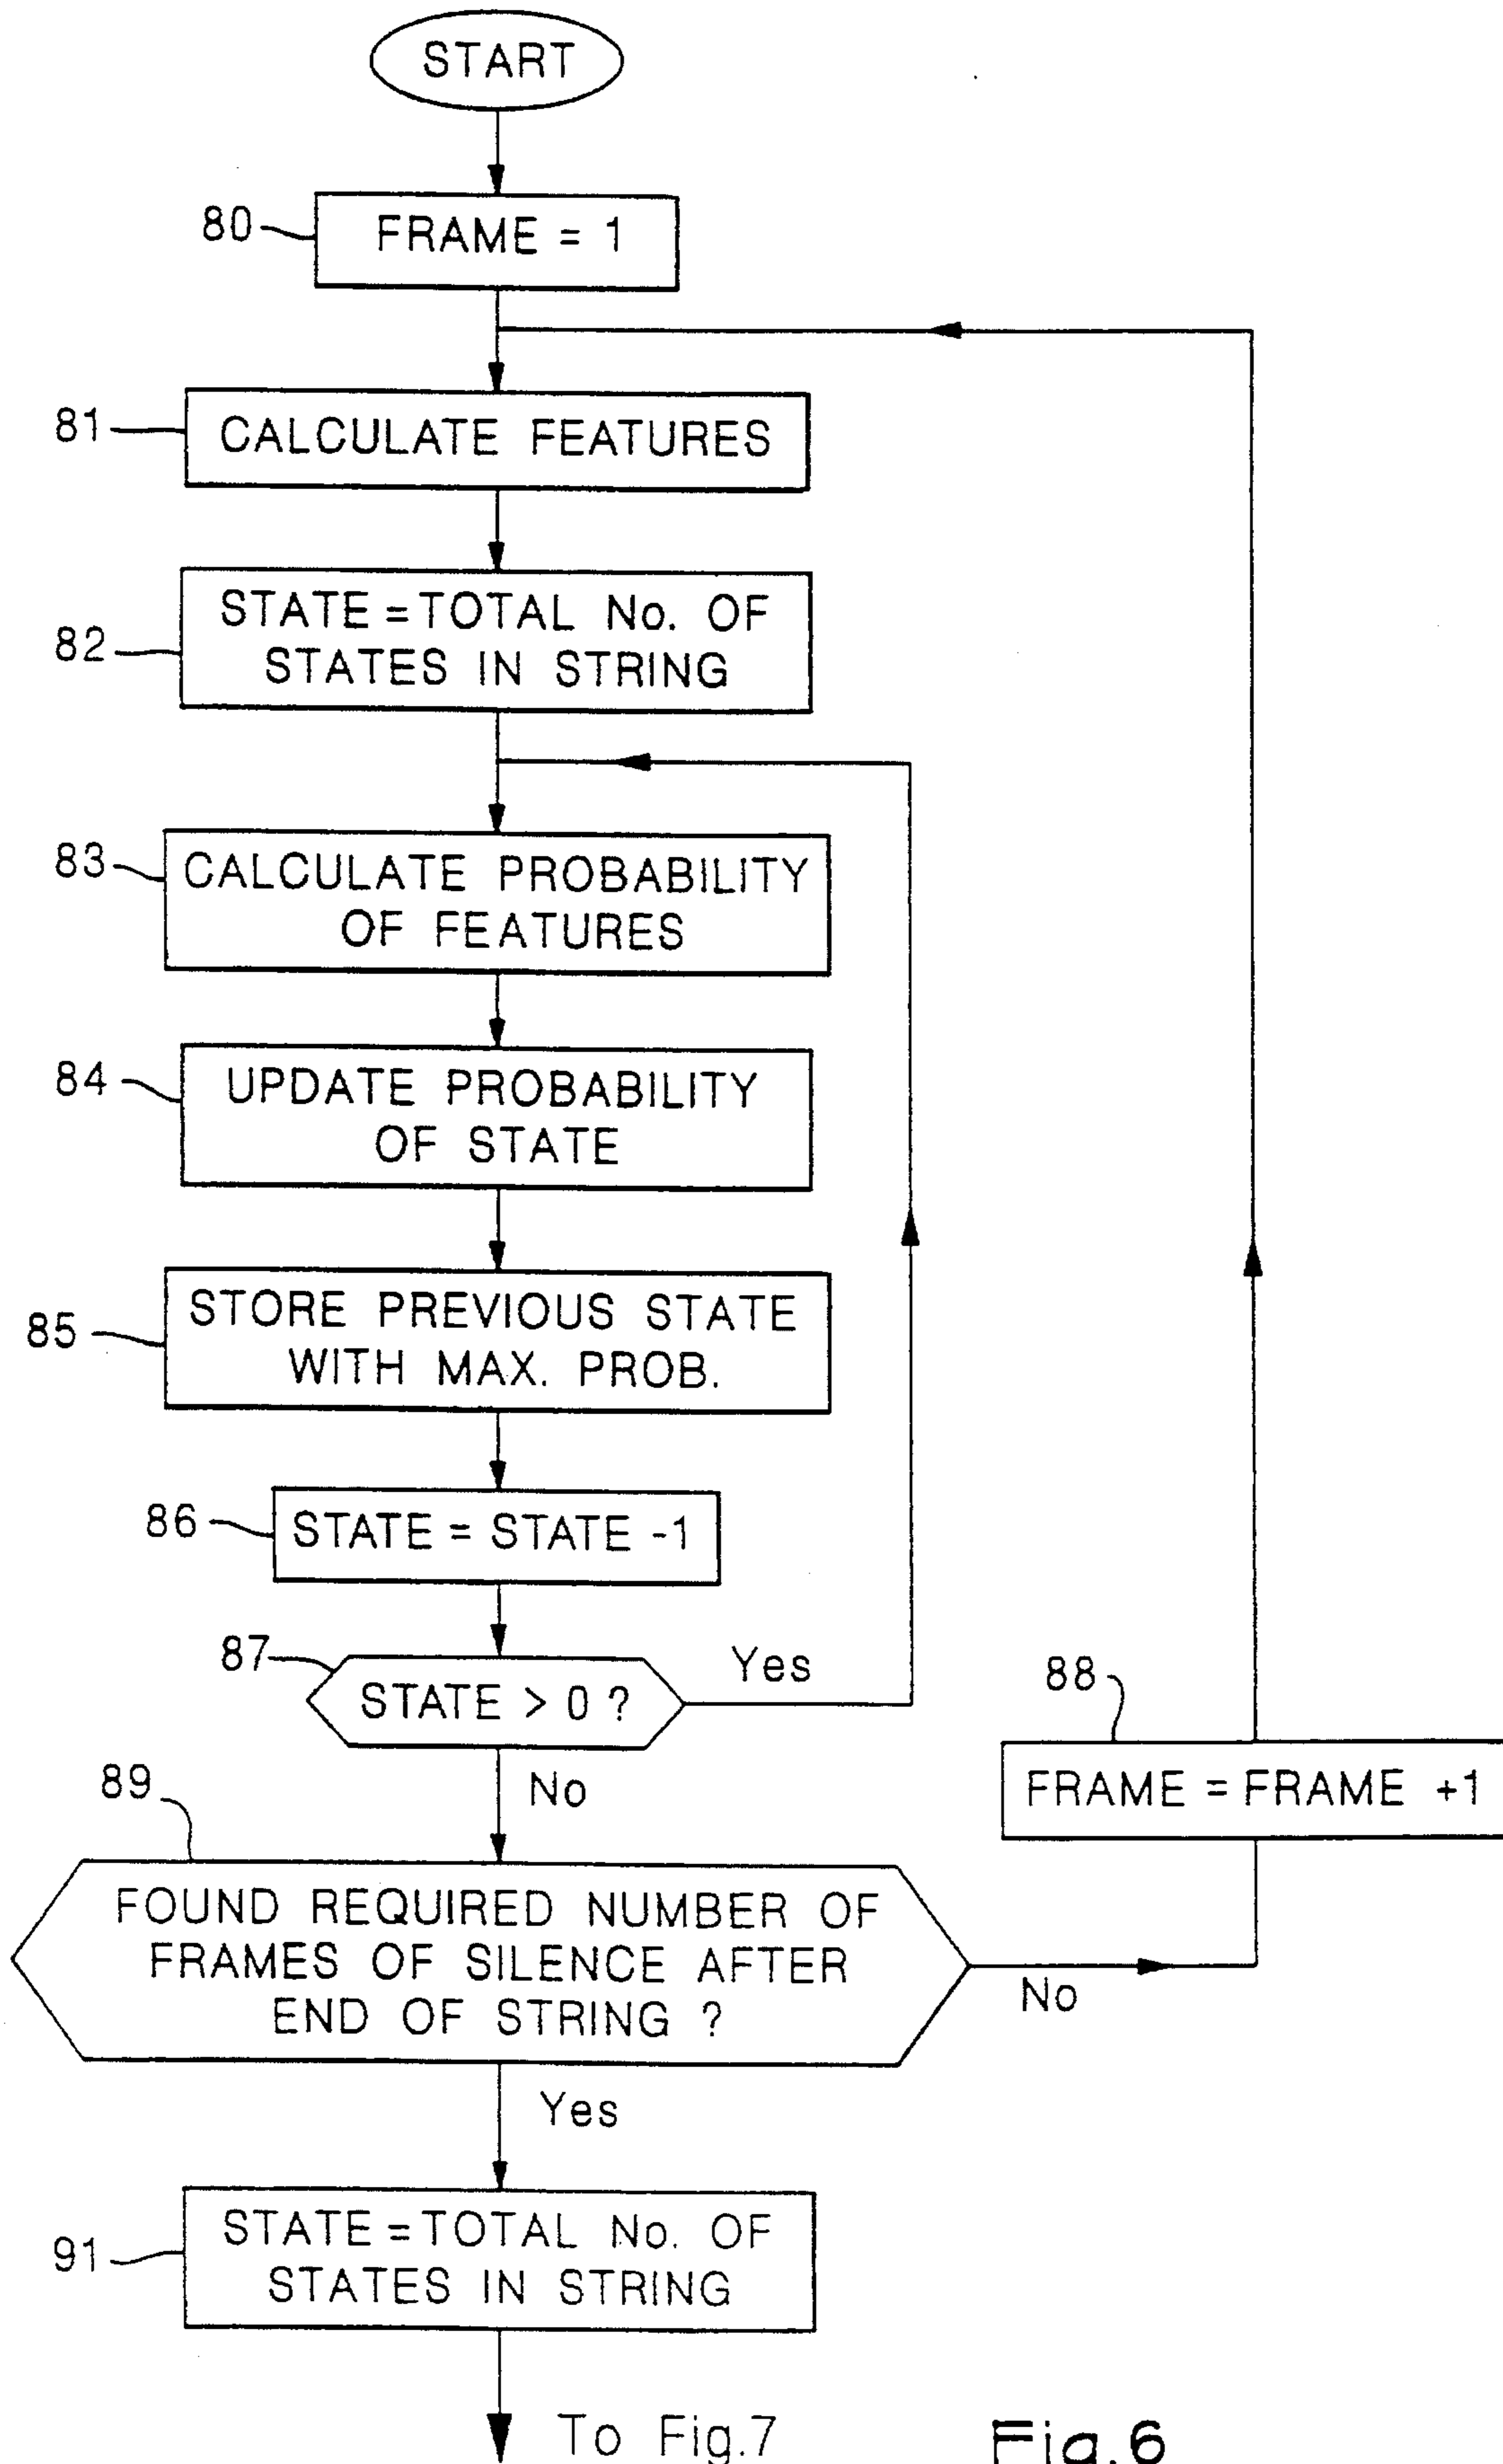 START
80
FRAME = 1
81
CALCULATE FEATURES
82
STATE = TOTAL No. OF
STATES IN STRING
83
CALCULATE PROBABILITY
OF FEATURES
84
UPDATE PROBABILITY
OF STATE
85
STORE PREVIOUS STATE
WITH MAX. PROB.
86
STATE = STATE -1
87
STATE > 0 ?
Yes
No
88
FRAME = FRAME +1
89
FOUND REQUIRED NUMBER OF
FRAMES OF SILENCE AFTER
END OF STRING ?
No
Yes
91
STATE = TOTAL No. OF
STATES IN STRING
To Fig.7
Fig.6